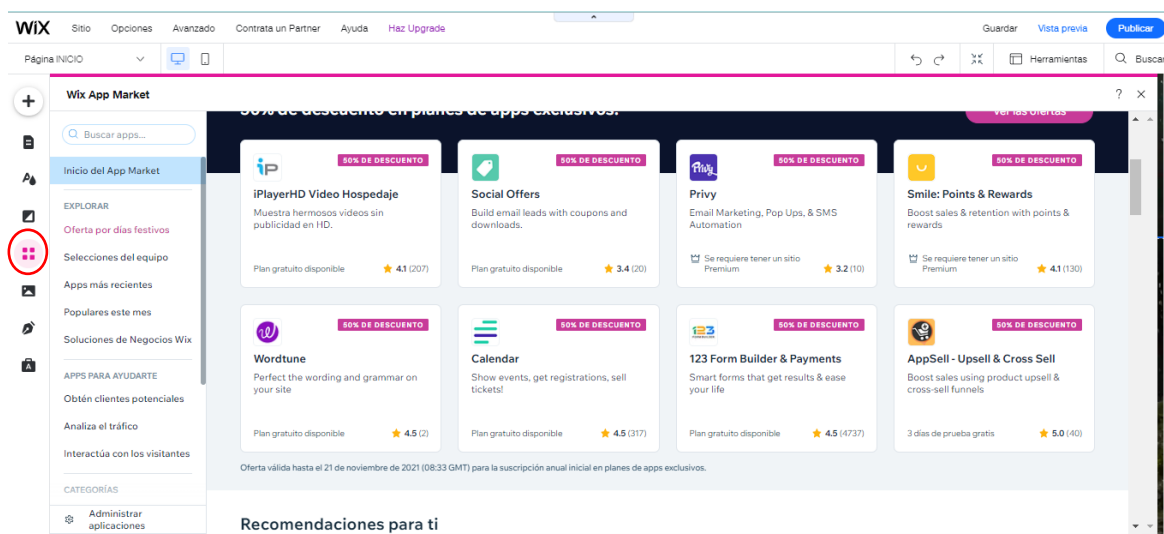 WiX Sitio Opciones Avanzado Contrata un Partner Ayuda Haz Upgrade Guardar Vista previa Publicar
Página INICIO Herramientas Buscar
Wix App Market ?
Buscar apps...
Inicio del App Market
EXPLORAR
Oferta por días festivos
Selecciones del equipo
Apps más recientes
Populares este mes
Soluciones de Negocios Wix
APPS PARA AYUDARTE
Obtén clientes potenciales
Analiza el tráfico
Interactúa con los visitantes
CATEGORÍAS
Administrar
aplicaciones
50% de descuento en planes de apps exclusivos!
Ver las ofertas
iP
50% DE DESCUENTO
iPlayerHD Video Hospedaje
Muestra hermosos videos sin
publicidad en HD.
Plan gratuito disponible 4.1 (207)
50% DE DESCUENTO
Social Offers
Build email leads with coupons and
downloads.
Plan gratuito disponible 3.4 (20)
Privy
50% DE DESCUENTO
Privy
Email Marketing, Pop Ups, & SMS
Automation
Se requiere tener un sitio
Premium 3.2 (10)
50% DE DESCUENTO
Smile: Points & Rewards
Boost sales & retention with points &
rewards
Se requiere tener un sitio
Premium 4.1 (130)
w
50% DE DESCUENTO
Wordtune
Perfect the wording and grammar on
your site
Plan gratuito disponible 4.5 (2)
50% DE DESCUENTO
Calendar
Show events, get registrations, sell
tickets!
Plan gratuito disponible 4.5 (317)
123
50% DE DESCUENTO
123 Form Builder & Payments
Smart forms that get results & ease
your life
Plan gratuito disponible 4.5 (4737)
50% DE DESCUENTO
AppSell - Upsell & Cross Sell
Boost sales using product upsell &
cross-sell funnels
3 días de prueba gratis 5.0 (40)
Oferta válida hasta el 21 de noviembre de 2021 (08:33 GMT) para la suscripción anual inicial en planes de apps exclusivos.
Recomendaciones para ti